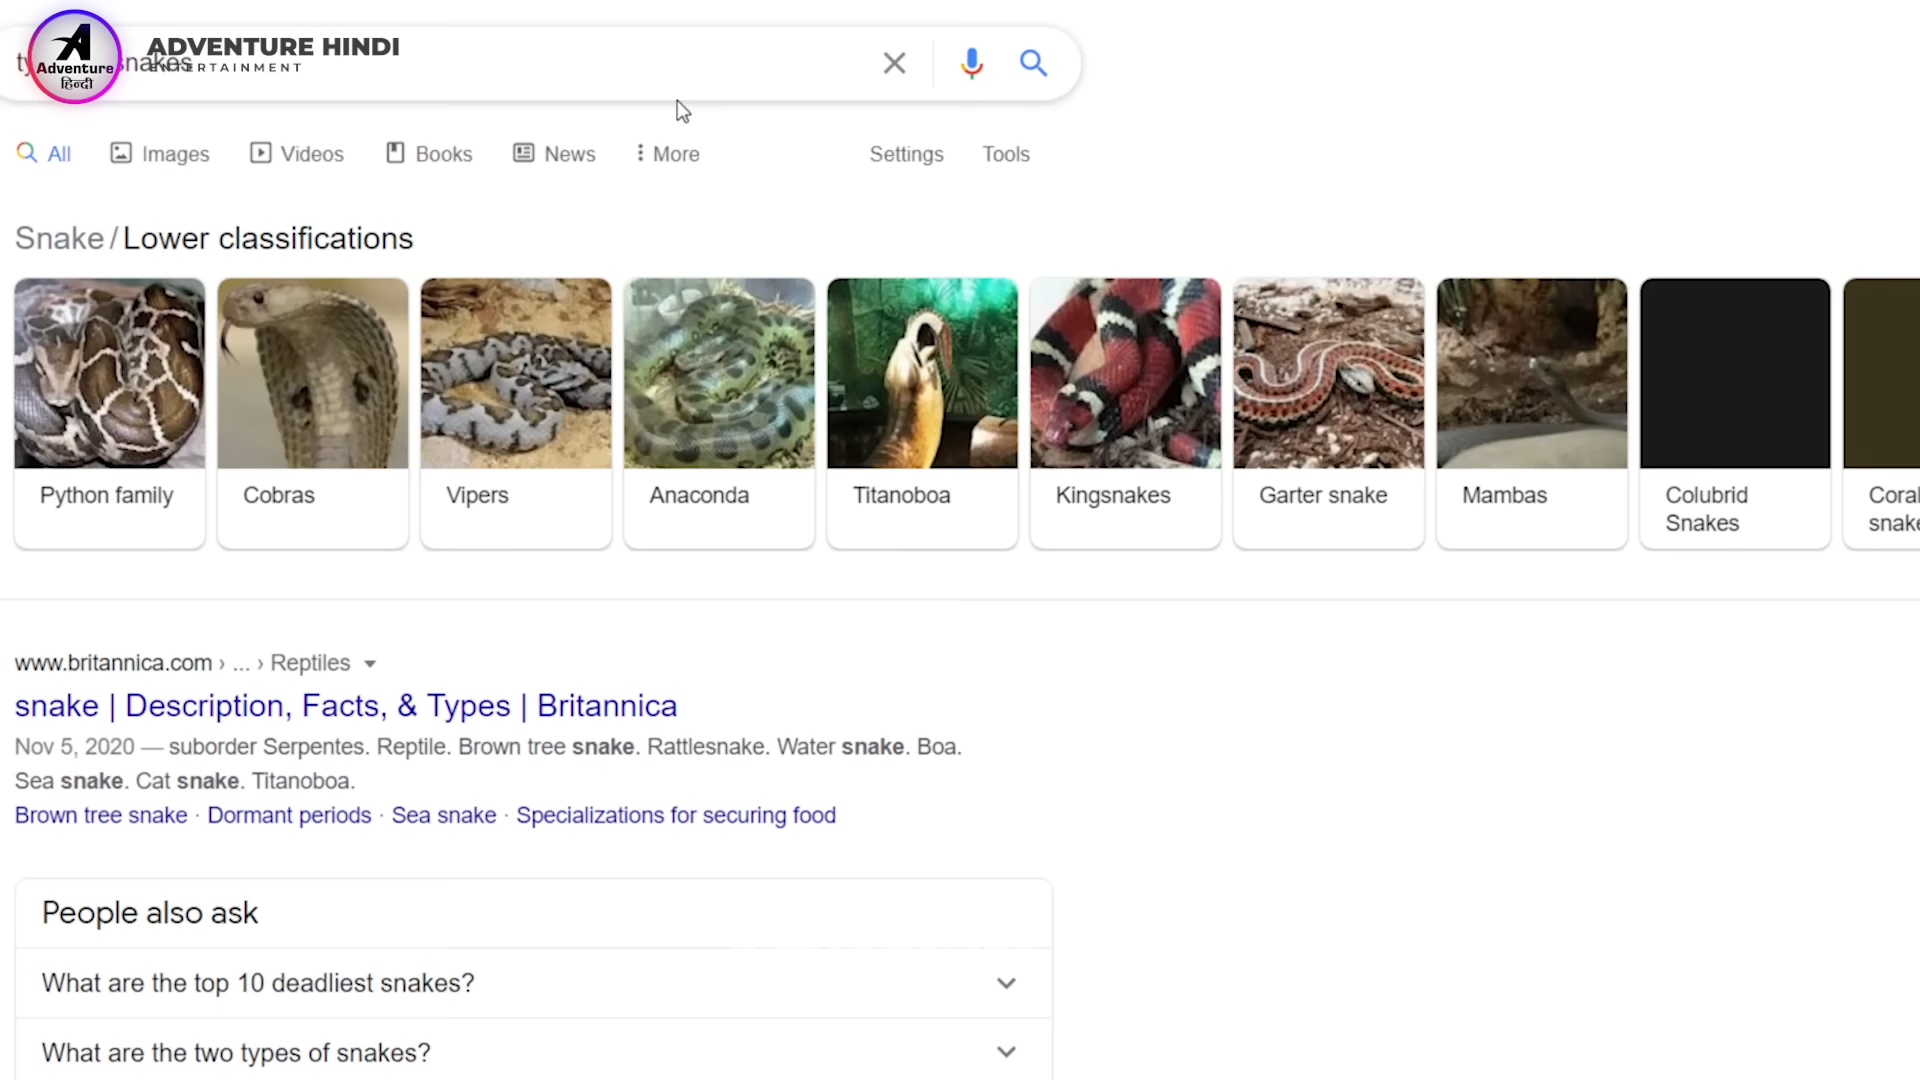 ADVENTURE HINDI
ENTERTAINMENT
Adventure
हिन्दी
snakes
All
Images
Videos
Books
News
More
Settings
Tools
Snake / Lower classifications
Python family
Cobras
Vipers
Anaconda
Titanoboa
Kingsnakes
Garter snake
Mambas
Colubrid
Snakes
Coral
snake
www.britannica.com › ... › Reptiles
snake | Description, Facts, & Types | Britannica
Nov 5, 2020 — suborder Serpentes. Reptile. Brown tree snake. Rattlesnake. Water snake. Boa.
Sea snake. Cat snake. Titanoboa.
Brown tree snake · Dormant periods · Sea snake · Specializations for securing food
People also ask
What are the top 10 deadliest snakes?
What are the two types of snakes?